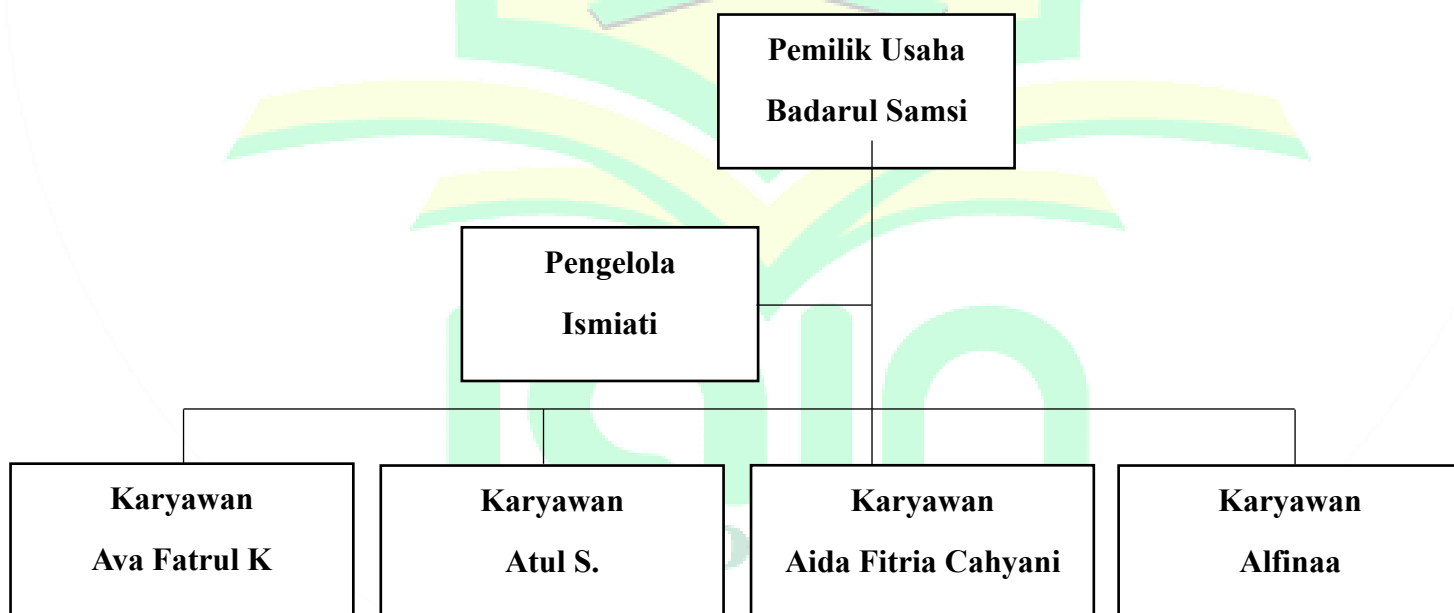 Pemilik Usaha
Badarul Samsi
Pengelola
Ismiati
Karyawan
Ava Fatrul K
Karyawan
Atul S.
Karyawan
Aida Fitria Cahyani
Karyawan
Alfinaa